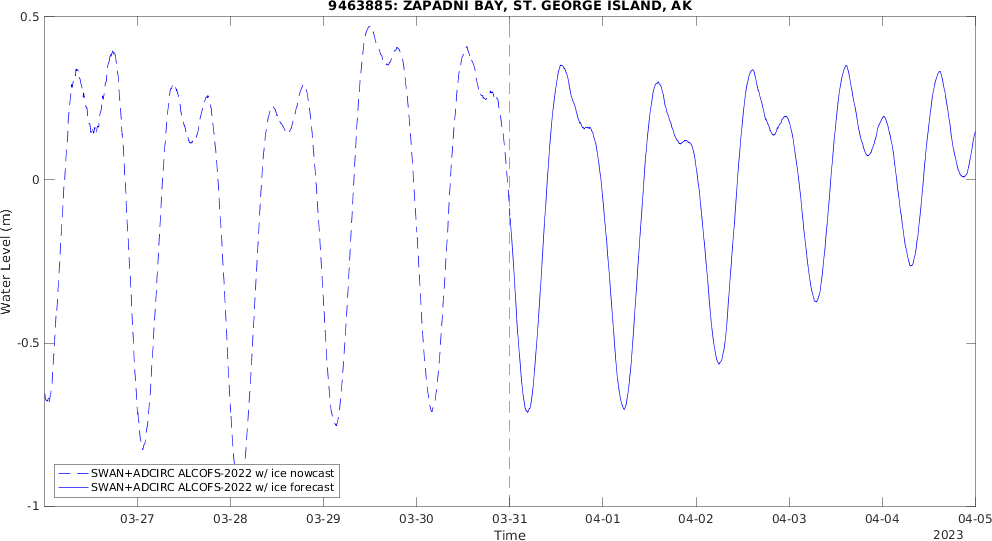 9463885: ZAPADNI BAY, ST. GEORGE ISLAND, AK
0.5
0
-0.5
-1
Water Level (m)
SWAN+ADCIRC ALCOFS-2022 w/ ice nowcast
SWAN+ADCIRC ALCOFS-2022 w/ ice forecast
03-27 03-28 03-29 03-30 03-31 04-01 04-02 04-03 04-04 04-05
Time
2023